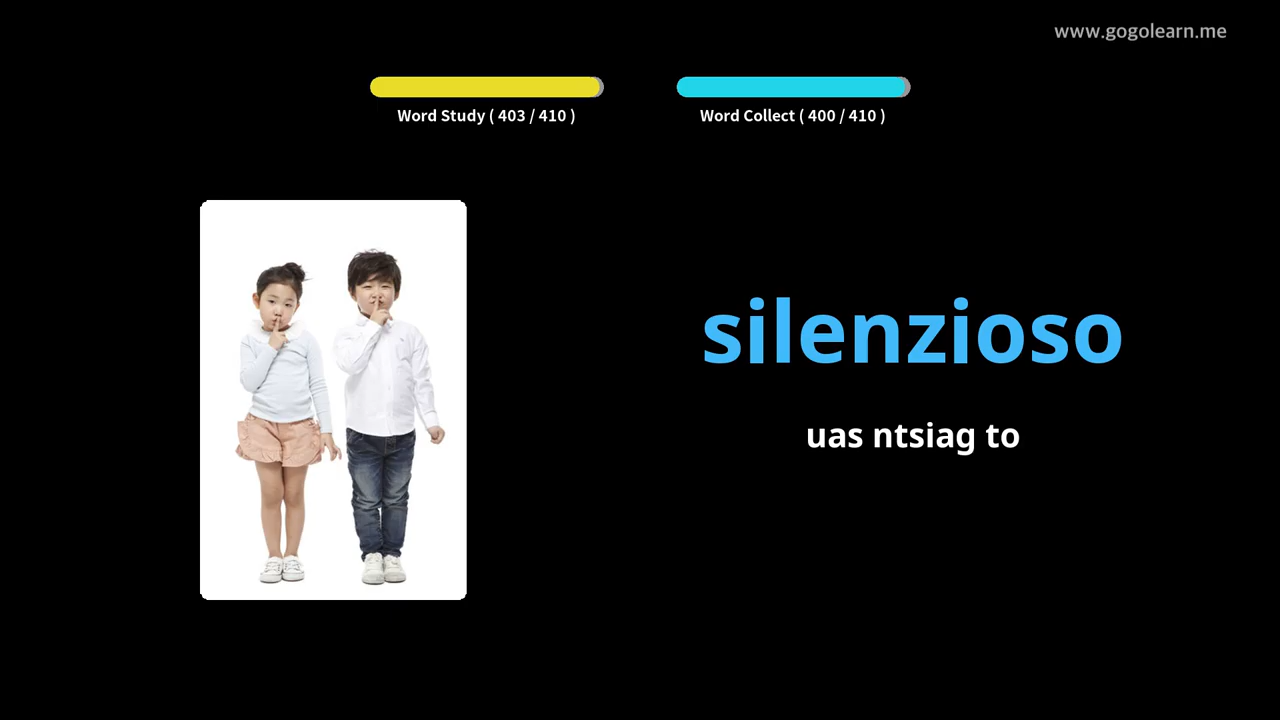 www.gogolearn.me
Word Study ( 403 / 410 )
Word Collect ( 400 / 410 )
silenzioso
uas ntsiag to